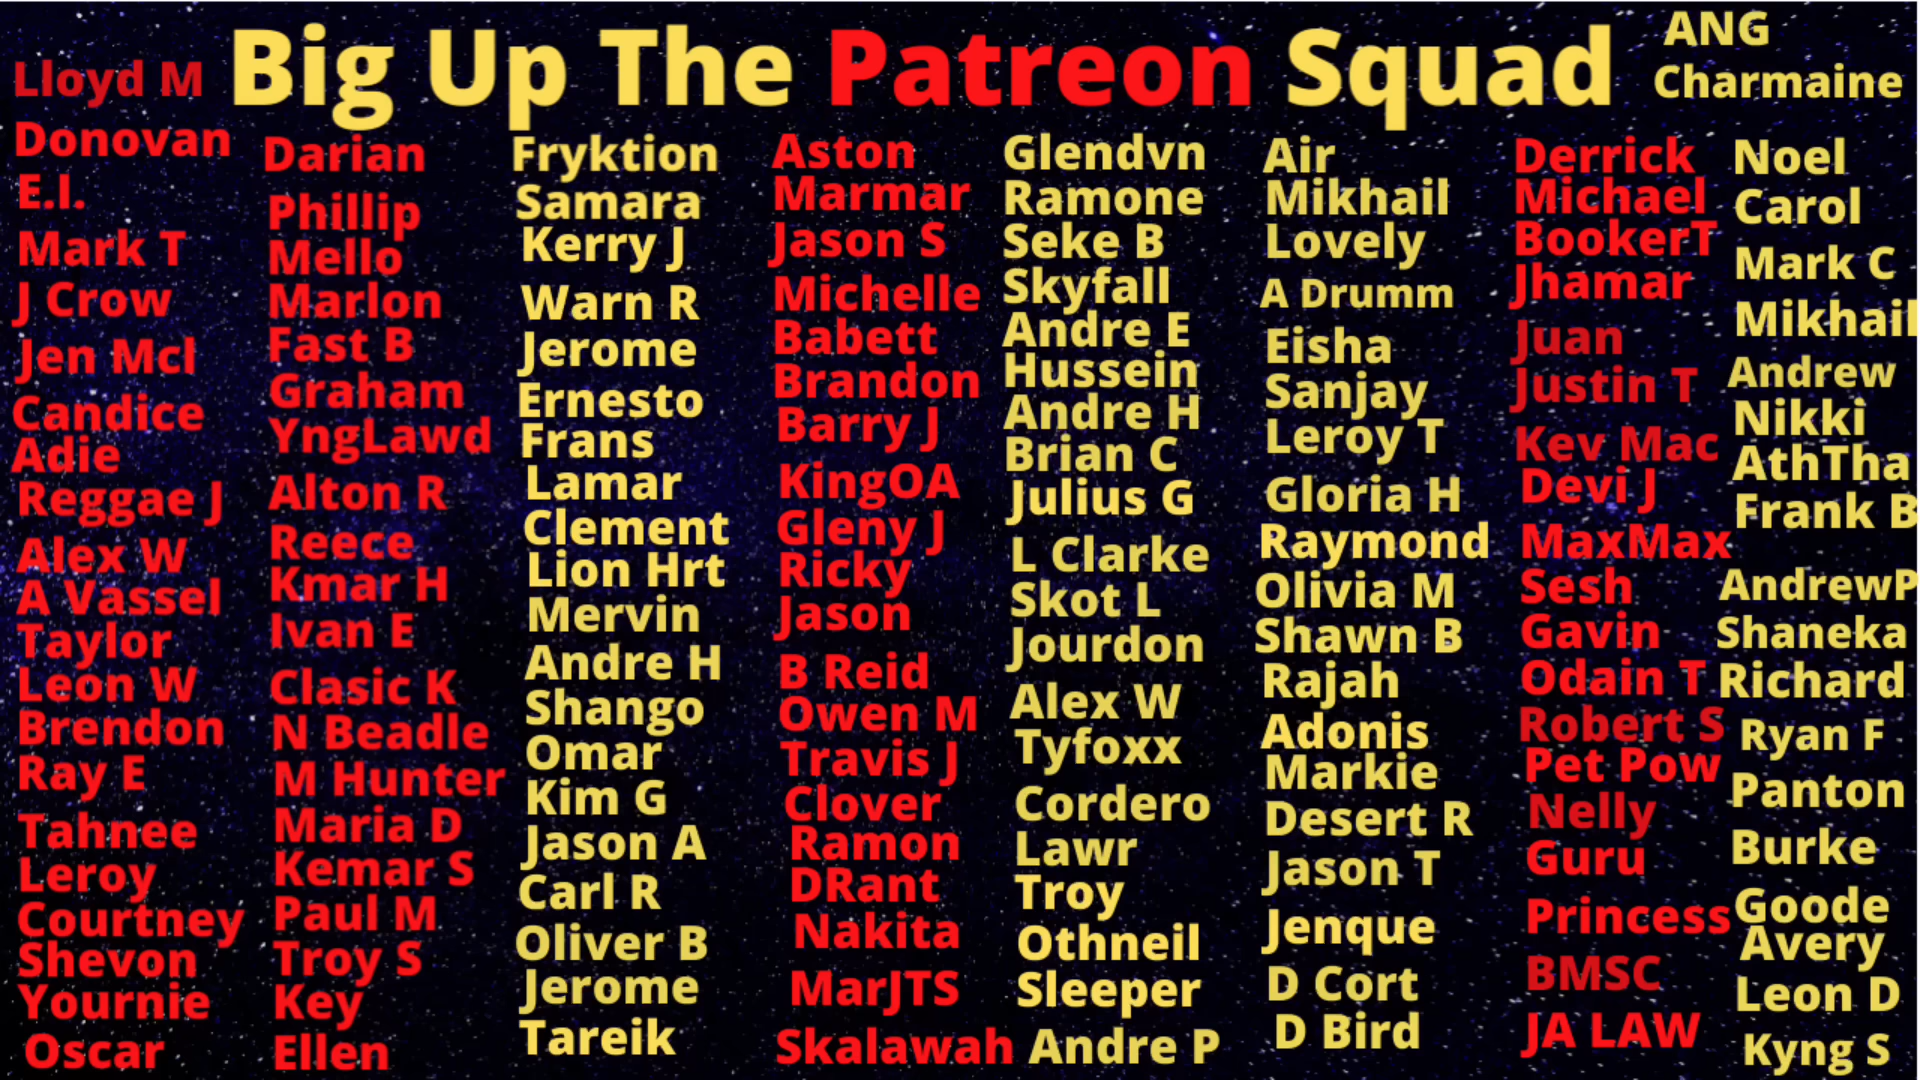 Big Up The Patreon Squad
Lloyd M
Donovan
E.I.
Mark T
J Crow
Jen Mcl
Candice
Adie
Reggae J
Alex W
A Vassel
Taylor
Leon W
Brendon
Ray E
Tahnee
Leroy
Courtney
Shevon
Yournie
Oscar
Darian
Phillip
Mello
Marlon
Fast B
Graham
YngLawd
Alton R
Reece
Kmar H
Ivan E
Clasic K
N Beadle
M Hunter
Maria D
Kemar S
Paul M
Troy S
Key
Ellen
Fryktion
Samara
Kerry J
Warn R
Jerome
Ernesto
Frans
Lamar
Clement
Lion Hrt
Mervin
Andre H
Shango
Omar
Kim G
Jason A
Carl R
Oliver B
Jerome
Tareik
Aston
Marmar
Jason S
Michelle
Babett
Brandon
Barry J
KingOA
Gleny J
Ricky
Jason
B Reid
Owen M
Travis J
Clover
Ramon
DRant
Nakita
MarJTS
Skalawah
Glendvn
Ramone
Seke B
Skyfall
Andre E
Hussein
Andre H
Brian C
Julius G
L Clarke
Skot L
Jourdon
Alex W
Tyfoxx
Cordero
Lawr
Troy
Othneil
Sleeper
Andre P
Air
Mikhail
Lovely
A Drumm
Eisha
Sanjay
Leroy T
Gloria H
Raymond
Olivia M
Shawn B
Rajah
Adonis
Markie
Desert R
Jason T
Jenque
D Cort
D Bird
Derrick
Michael
BookerT
Jhamar
Juan
Justin T
Kev Mac
Devi J
MaxMax
Sesh
Gavin
Odain T
Robert S
Pet Pow
Nelly
Guru
Princess
BMSC
JA LAW
ANG
Charmaine
Noel
Carol
Mark C
Mikhail
Andrew
Nikki
AthTha
Frank B
AndrewP
Shaneka
Richard
Ryan F
Panton
Burke
Goode
Avery
Leon D
Kyng S